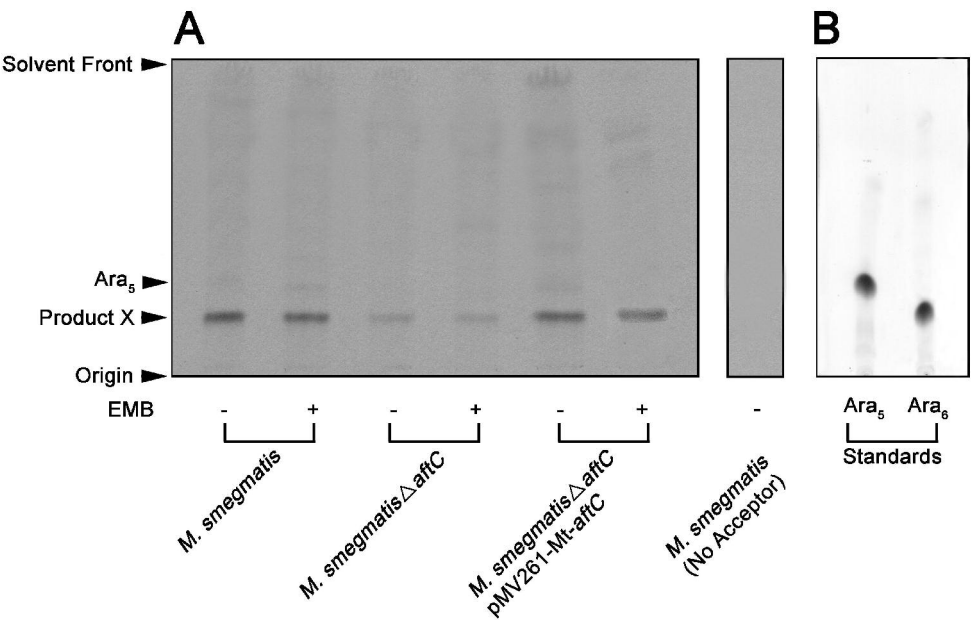 A
B
Solvent Front
Ara5
Product X
Origin
EMB
- + - + - + -
Ara5 Ara6
Standards
M. smegmatis
M. smegmatis△aftC
M. smegmatis△aftC
pMV261-Mt-aftC
M. smegmatis
(No Acceptor)